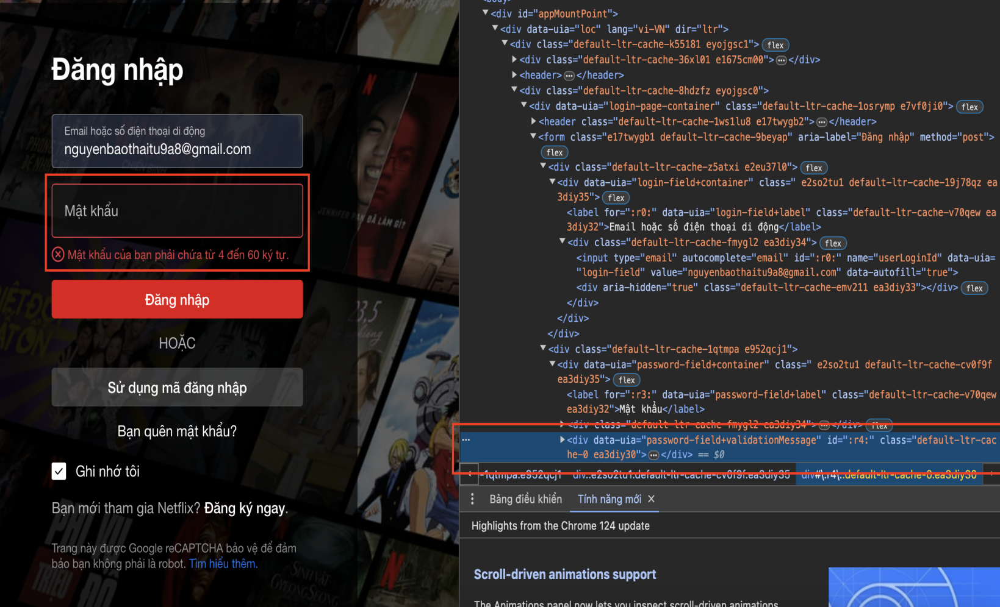 Đăng nhập
Email hoặc số điện thoại di động
nguyenbaothaitu9a8@gmail.com
Mật khẩu
Mật khẩu của bạn phải chứa từ 4 đến 60 ký tự.
Đăng nhập
HOẶC
Sử dụng mã đăng nhập
Bạn quên mật khẩu?
Ghi nhớ tôi
Bạn mới tham gia Netflix? Đăng ký ngay.
Trang này được Google reCAPTCHA bảo vệ để đảm
bảo bạn không phải là robot. Tìm hiểu thêm.
JENNIFER PAN ĐÃ LÀM GÌ?
23,5
<body>
<div id="appMountPoint">
<div data-uia="loc" lang="vi-VN" dir="ltr">
<div class="default-ltr-cache-k55181 eyojgsc1"> flex
<div class="default-ltr-cache-36xl01 e1675cm00">…</div>
<header>…</header>
<div class="default-ltr-cache-8hdzfz eyojgsc0">
<div data-uia="login-page-container" class="default-ltr-cache-1osrymp e7vf0ji0"> flex
<header class="default-ltr-cache-1ws1lu8 e17twygb2">…</header>
<form class="e17twygb1 default-ltr-cache-9beyap" aria-label="Đăng nhập" method="post">
flex
<div class="default-ltr-cache-z5atxi e2eu37l0"> flex
<div data-uia="login-field+container" class=" e2so2tu1 default-ltr-cache-19j78qz ea
3diy35"> flex
<label for=":r0:" data-uia="login-field+label" class="default-ltr-cache-v70qew ea
3diy32">Email hoặc số điện thoại di động</label>
<div class="default-ltr-cache-fmygl2 ea3diy34"> flex
<input type="email" autocomplete="email" id=":r0:" name="userLoginId" data-uia=
"login-field" value="nguyenbaothaitu9a8@gmail.com" data-autofill="true">
<div aria-hidden="true" class="default-ltr-cache-emv211 ea3diy33"></div> flex
</div>
</div>
</div>
<div class="default-ltr-cache-1qtmpa e952qcj1">
<div data-uia="password-field+container" class=" e2so2tu1 default-ltr-cache-cv0f9f
ea3diy35"> flex
<label for=":r3:" data-uia="password-field+label" class="default-ltr-cache-v70qew
ea3diy32">Mật khẩu</label>
<div class="default-ltr-cache-fmygl2 ea3diy34">…</div> flex
… <div data-uia="password-field+validationMessage" id=":r4:" class="default-ltr-cac
he-0 ea3diy30">…</div> == $0
-1qtmpa.e952qcj1 div..e2so2tu1.default-ltr-cache-cv0f9f.ea3diy35 div#\:r4\:.default-ltr-cache-0.ea3diy30
Bảng điều khiển Tính năng mới
Highlights from the Chrome 124 update
Scroll-driven animations support
The Animations panel now lets you inspect scroll-driven animations